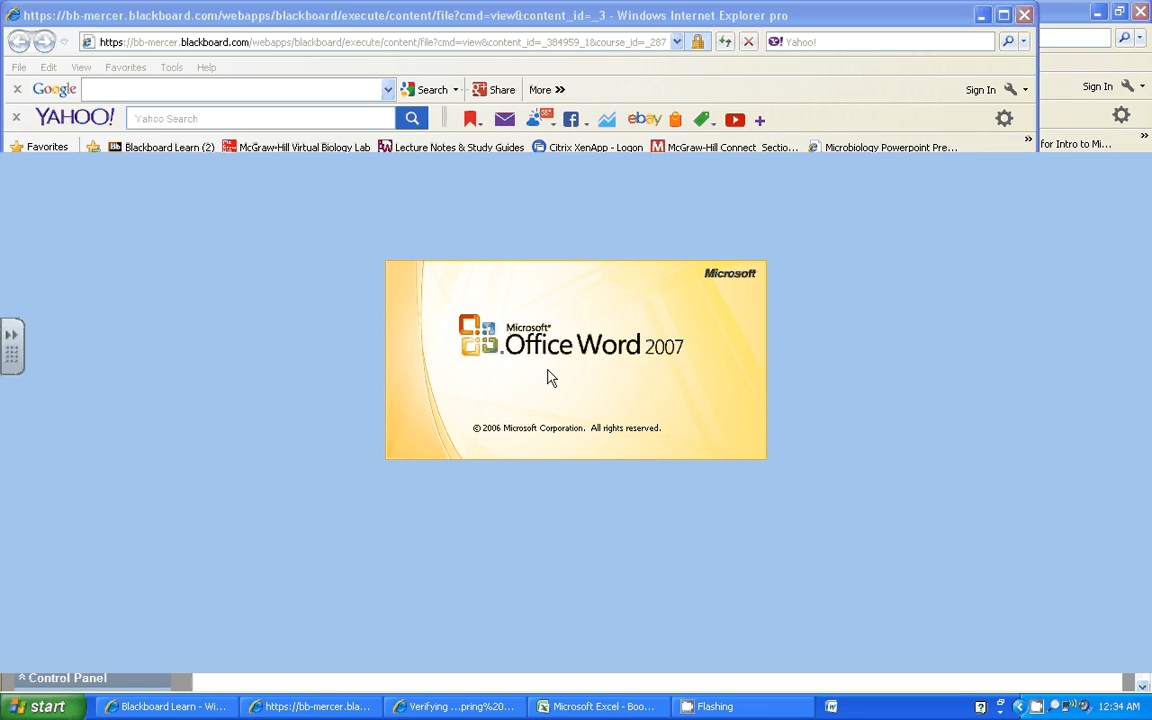 https://bb-mercer.blackboard.com/webapps/blackboard/execute/content/file?cmd=view&content_id=_3 - Windows Internet Explorer pro
https://bb-mercer.blackboard.com/webapps/blackboard/execute/content/file?cmd=view&content_id=_384959_1&course_id=_287
Yahoo!
File Edit View Favorites Tools Help
Google Search Share More »
Sign In
Sign In
YAHOO! Yahoo Search
ebay
Favorites Blackboard Learn (2) McGraw-Hill Virtual Biology Lab Lecture Notes & Study Guides Citrix XenApp - Logon McGraw-Hill Connect Sectio... Microbiology Powerpoint Pre... » for Intro to Mi... »
Microsoft
Microsoft®
Office Word 2007
© 2006 Microsoft Corporation. All rights reserved.
Control Panel
start Blackboard Learn - Wi... https://bb-mercer.bla... Verifying ...pring%20... Microsoft Excel - Boo... Flashing 12:34 AM